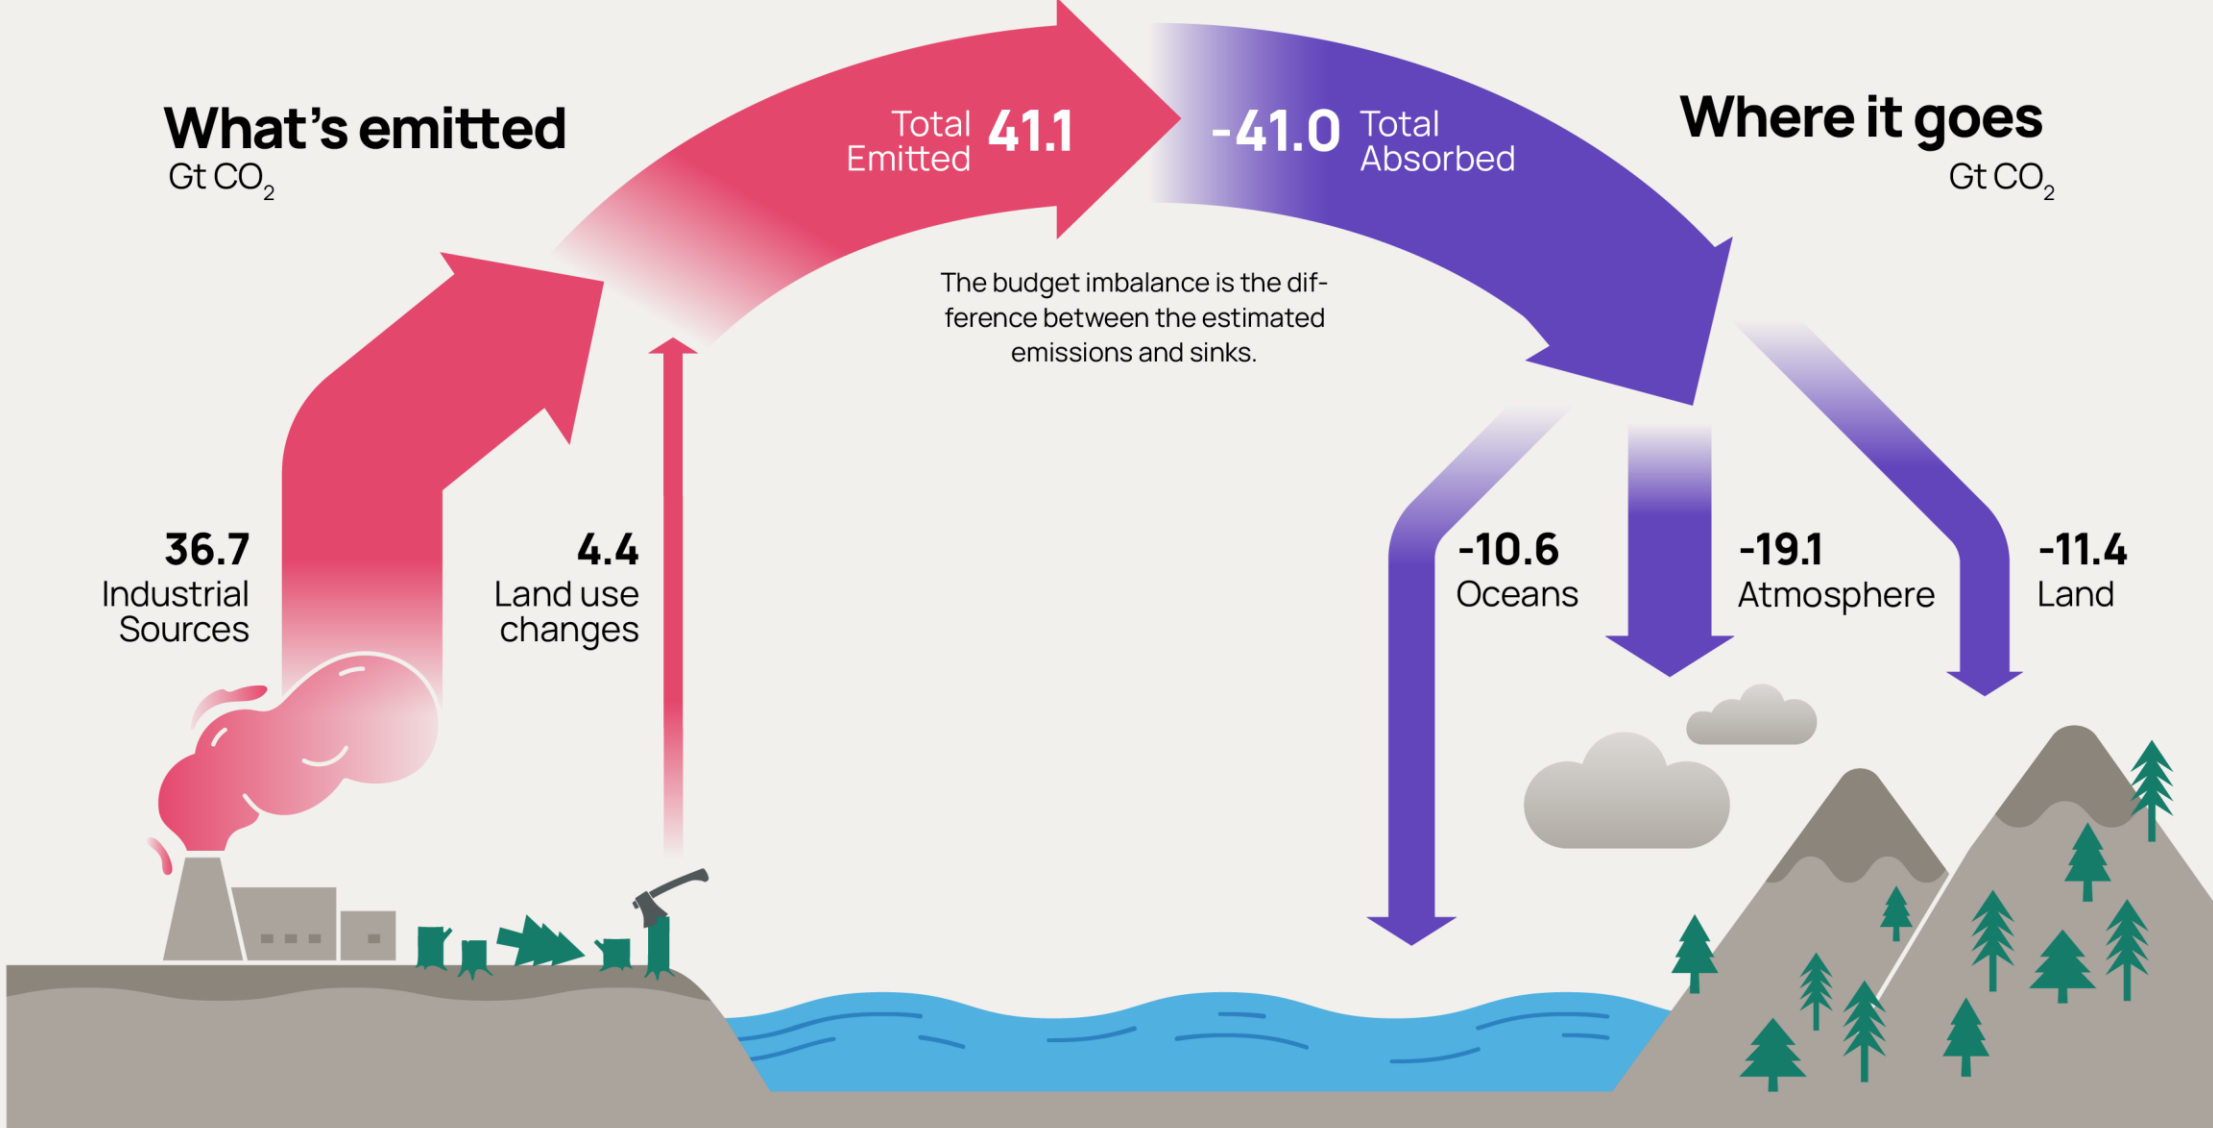 What's emitted
Gt CO₂
Total
Emitted
41.1
-41.0
Total
Absorbed
Where it goes
Gt CO₂
The budget imbalance is the dif-
ference between the estimated
emissions and sinks.
36.7
Industrial
Sources
4.4
Land use
changes
-10.6
Oceans
-19.1
Atmosphere
-11.4
Land